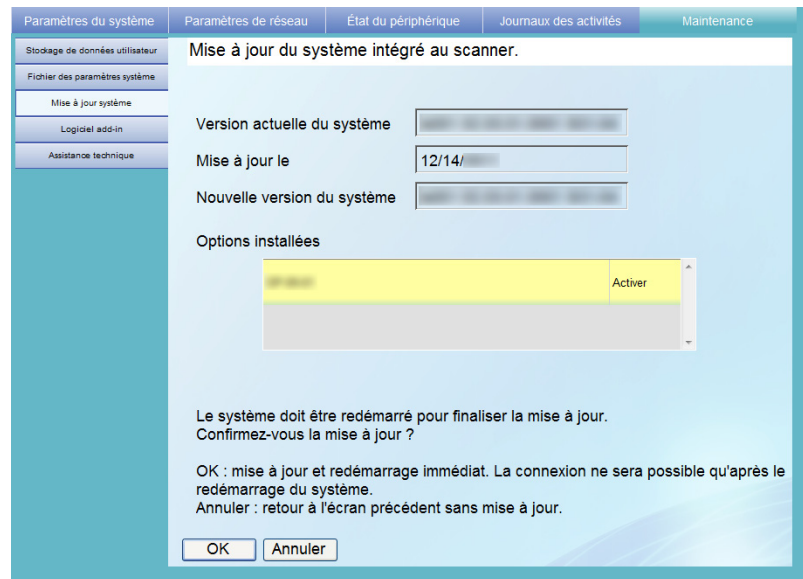 Paramètres du système
Paramètres de réseau
État du périphérique
Journaux des activités
Maintenance
Stockage de données utilisateur
Fichier des paramètres système
Mise à jour système
Logiciel add-in
Assistance technique
Mise à jour du système intégré au scanner.
Version actuelle du système
Mise à jour le
12/14/
Nouvelle version du système
Options installées
Activer
Le système doit être redémarré pour finaliser la mise à jour.
Confirmez-vous la mise à jour ?
OK : mise à jour et redémarrage immédiat. La connexion ne sera possible qu'après le
redémarrage du système.
Annuler : retour à l'écran précédent sans mise à jour.
OK
Annuler